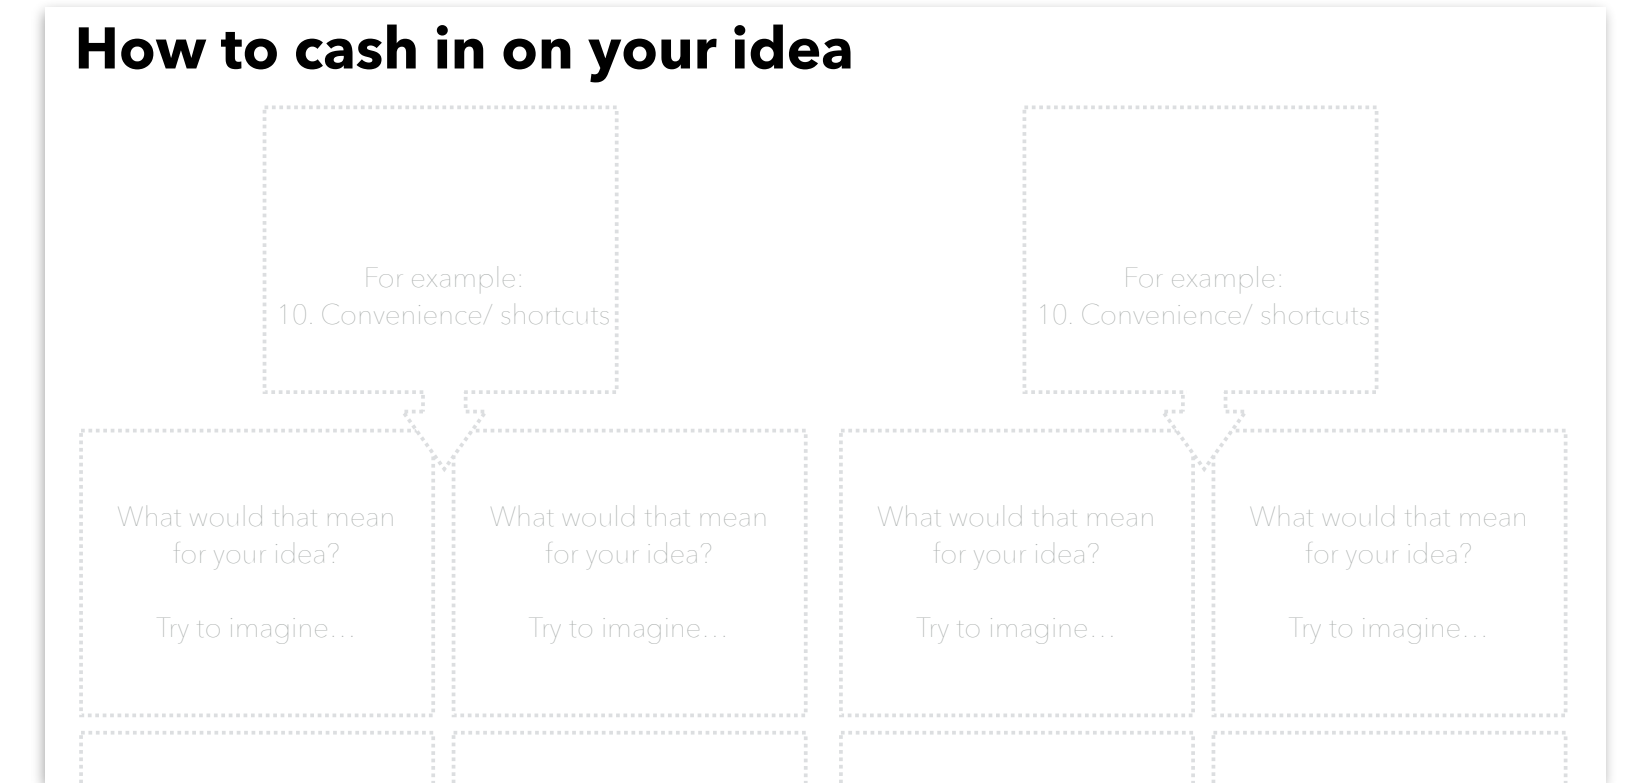 How to cash in on your idea
For example:
10. Convenience/ shortcuts
For example:
10. Convenience/ shortcuts
What would that mean
for your idea?
Try to imagine…
What would that mean
for your idea?
Try to imagine…
What would that mean
for your idea?
Try to imagine…
What would that mean
for your idea?
Try to imagine…